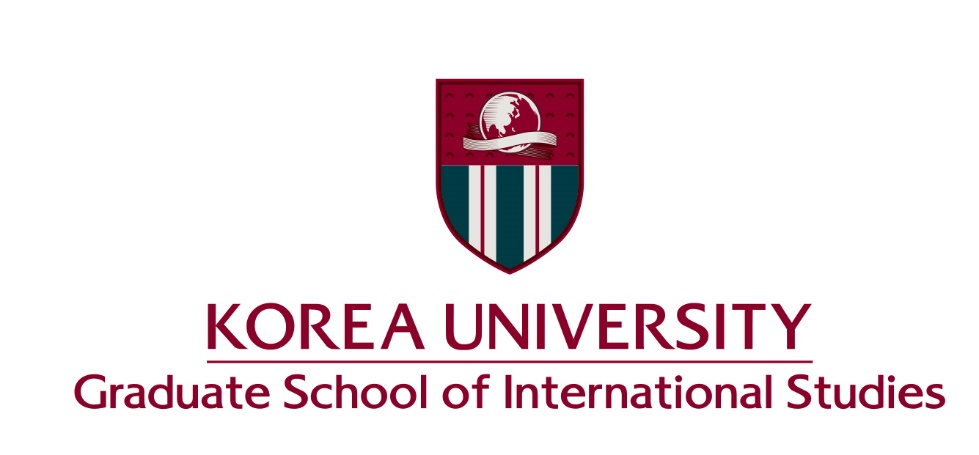 KOREA UNIVERSITY
Graduate School of International Studies